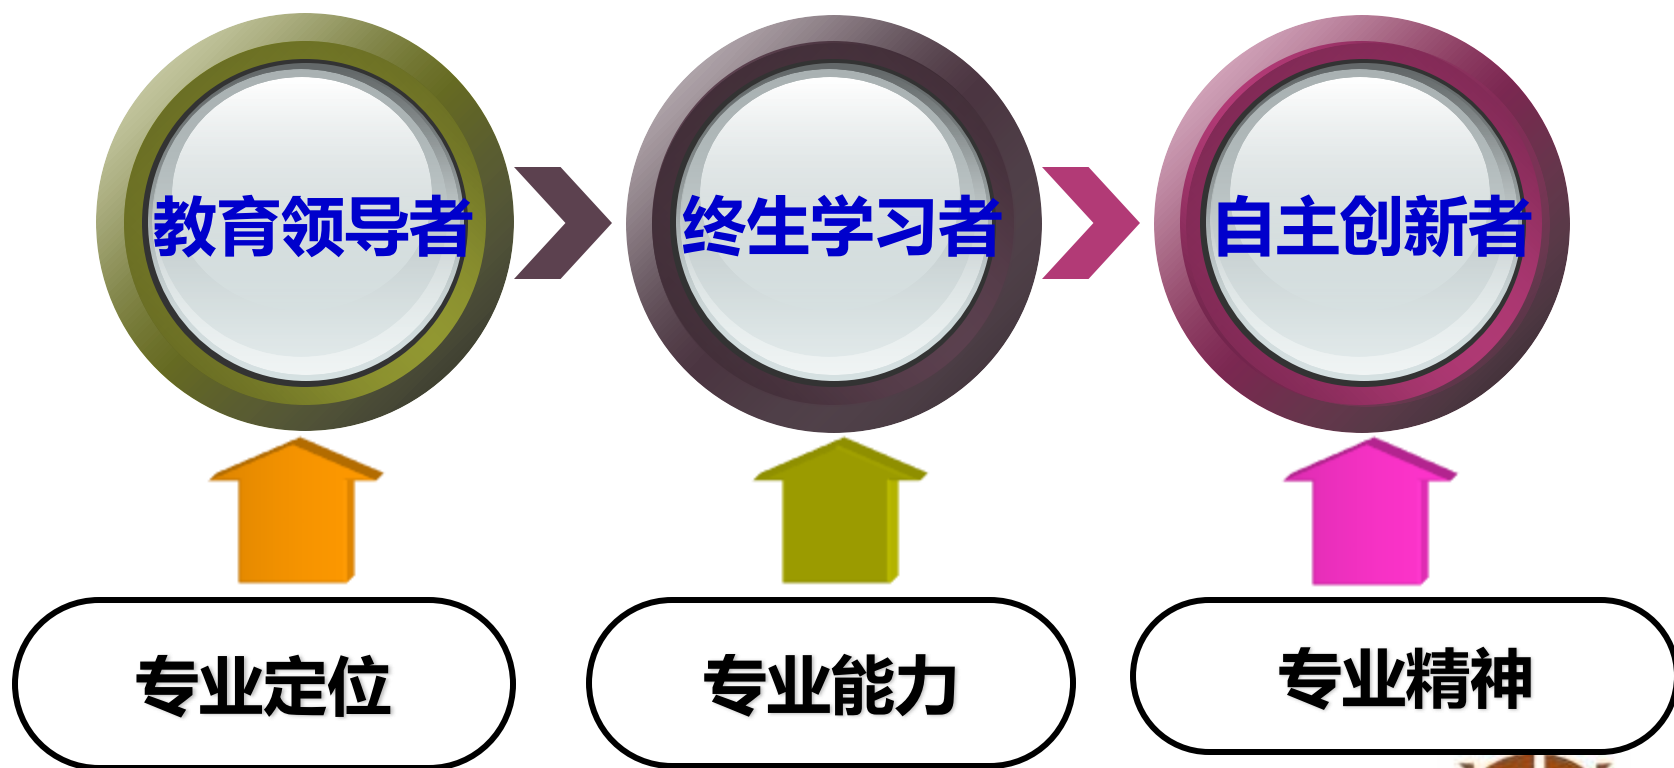 教育领导者
终生学习者
自主创新者
专业定位
专业能力
专业精神